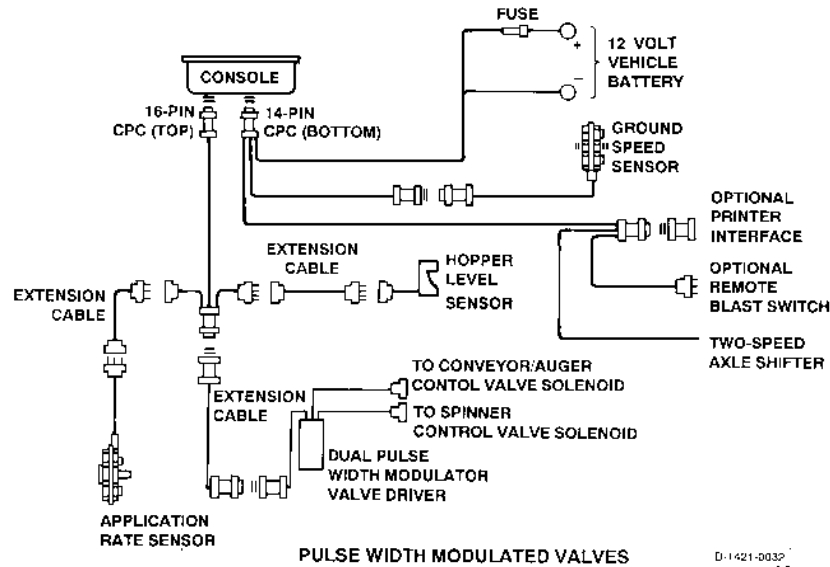 FUSE
+
12 VOLT
VEHICLE
BATTERY
–
CONSOLE
16-PIN
CPC (TOP)
14-PIN
CPC (BOTTOM)
GROUND
SPEED
SENSOR
OPTIONAL
PRINTER
INTERFACE
EXTENSION
CABLE
HOPPER
LEVEL
SENSOR
OPTIONAL
REMOTE
BLAST SWITCH
EXTENSION
CABLE
TWO-SPEED
AXLE SHIFTER
TO CONVEYOR/AUGER
CONTOL VALVE SOLENOID
EXTENSION
CABLE
TO SPINNER
CONTROL VALVE SOLENOID
DUAL PULSE
WIDTH MODULATOR
VALVE DRIVER
APPLICATION
RATE SENSOR
PULSE WIDTH MODULATED VALVES
D-1421-0032